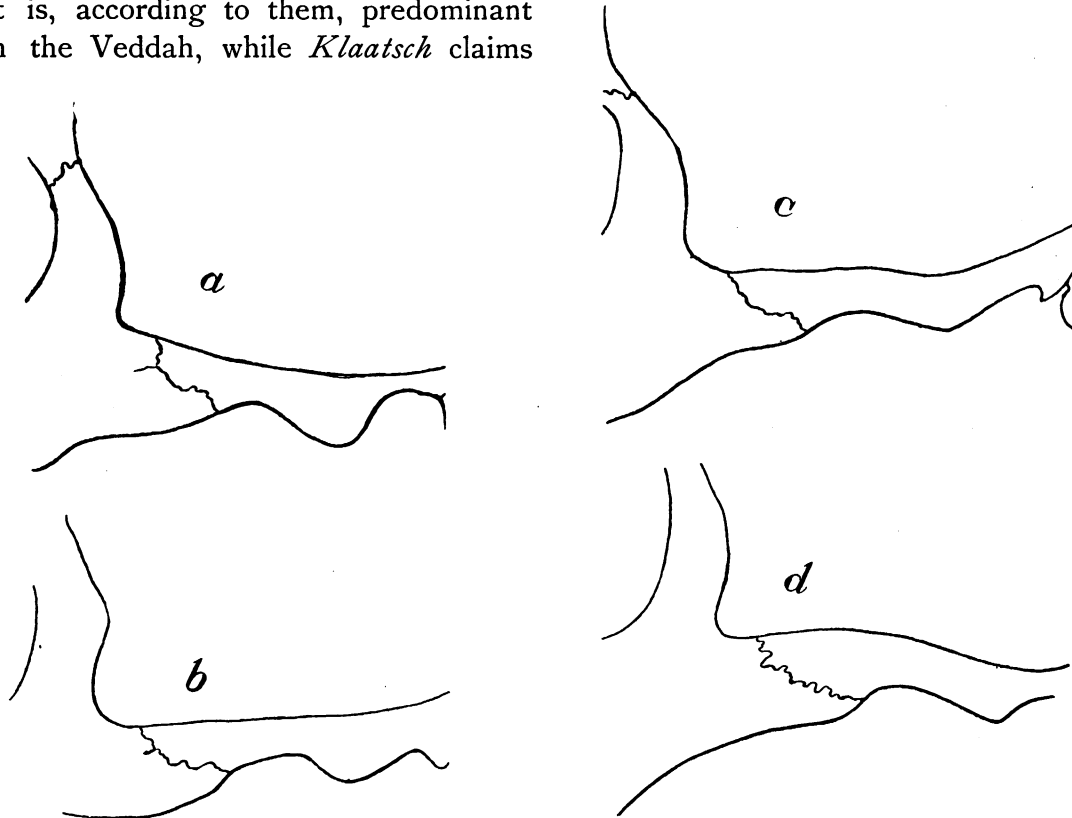 is, according to them, predominant
the Veddah, while Klaatsch claims
a
c
b
d